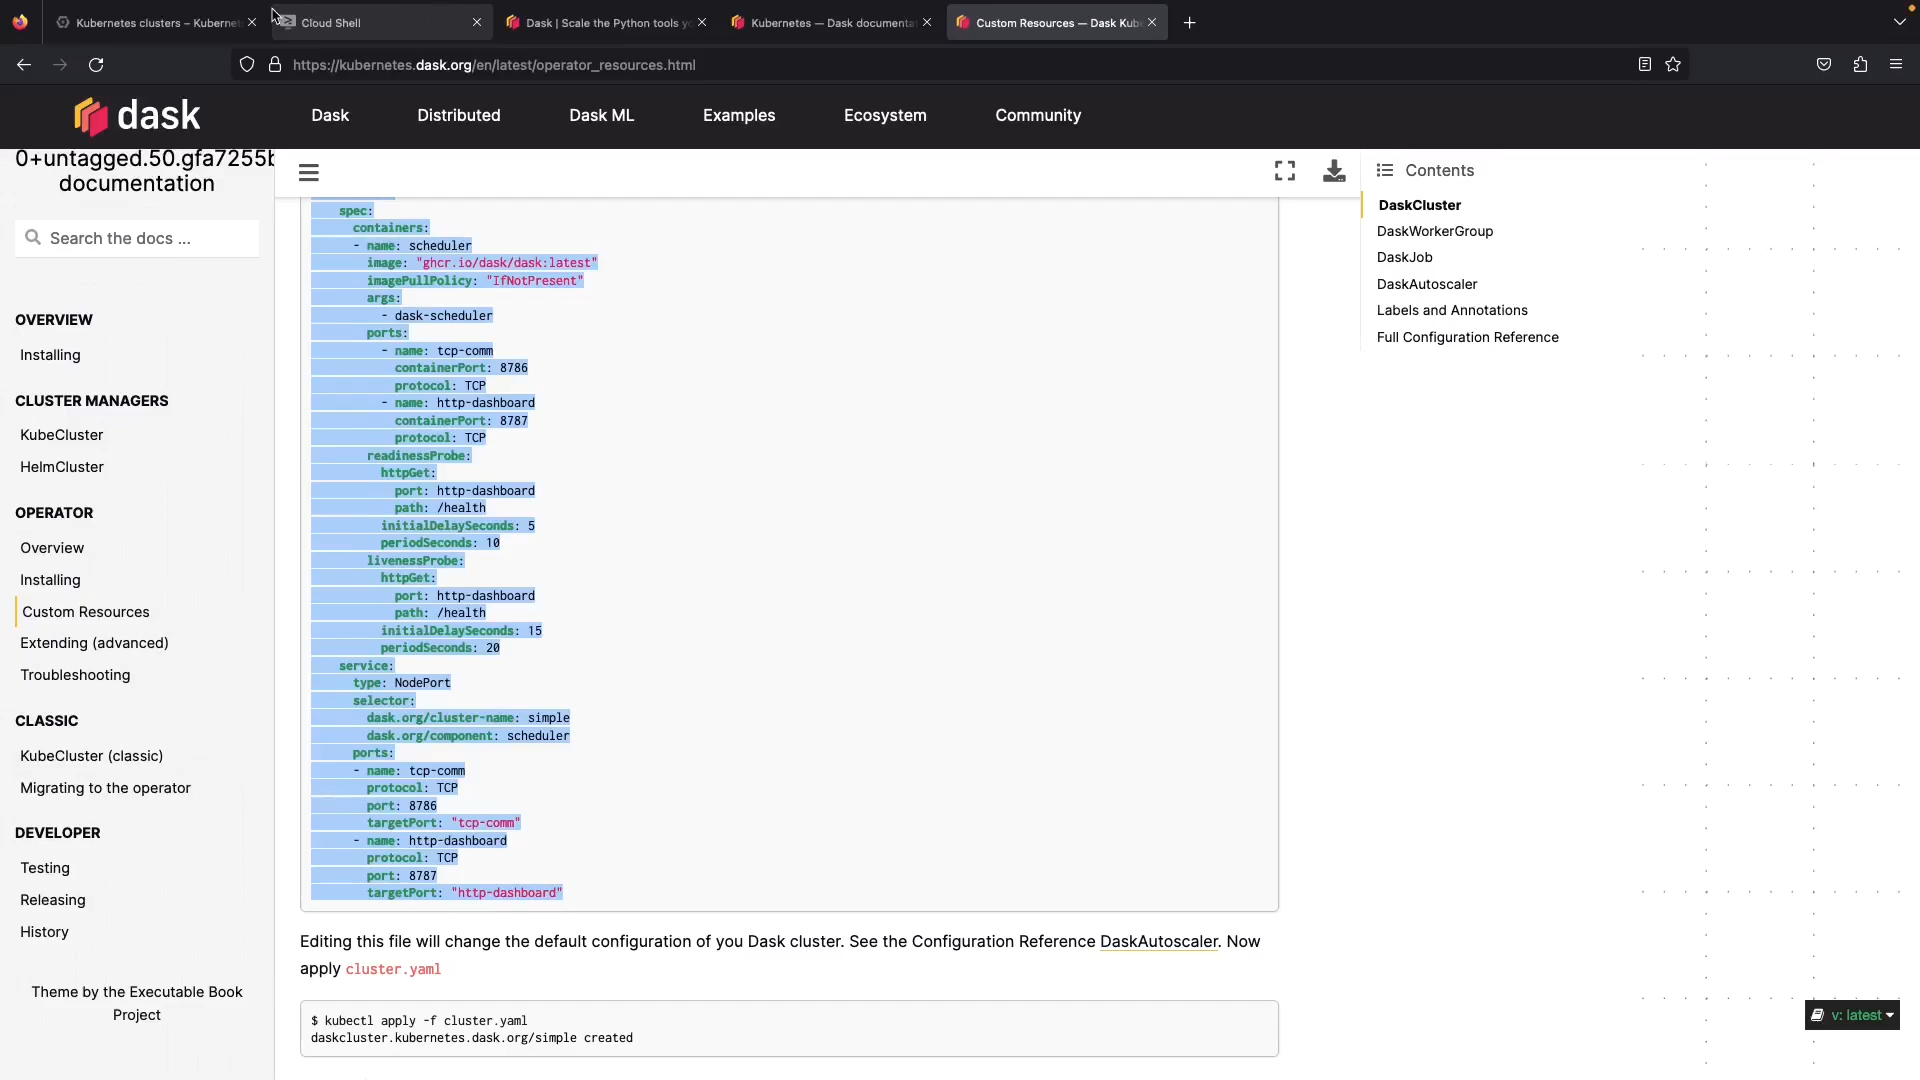 Kubernetes clusters – Kubernet
Cloud Shell
Dask | Scale the Python tools yo
Kubernetes — Dask documenta
Custom Resources — Dask Kub
https://kubernetes.dask.org/en/latest/operator_resources.html
dask
Dask
Distributed
Dask ML
Examples
Ecosystem
Community
0+untagged.50.gfa7255b
documentation
Search the docs ...
OVERVIEW
Installing
CLUSTER MANAGERS
KubeCluster
HelmCluster
OPERATOR
Overview
Installing
Custom Resources
Extending (advanced)
Troubleshooting
CLASSIC
KubeCluster (classic)
Migrating to the operator
DEVELOPER
Testing
Releasing
History
Theme by the Executable Book
Project
spec:
containers:
- name: scheduler
image: "ghcr.io/dask/dask:latest"
imagePullPolicy: "IfNotPresent"
args:
- dask-scheduler
ports:
- name: tcp-comm
containerPort: 8786
protocol: TCP
- name: http-dashboard
containerPort: 8787
protocol: TCP
readinessProbe:
httpGet:
port: http-dashboard
path: /health
initialDelaySeconds: 5
periodSeconds: 10
livenessProbe:
httpGet:
port: http-dashboard
path: /health
initialDelaySeconds: 15
periodSeconds: 20
service:
type: NodePort
selector:
dask.org/cluster-name: simple
dask.org/component: scheduler
ports:
- name: tcp-comm
protocol: TCP
port: 8786
targetPort: "tcp-comm"
- name: http-dashboard
protocol: TCP
port: 8787
targetPort: "http-dashboard"
Editing this file will change the default configuration of you Dask cluster. See the Configuration Reference DaskAutoscaler. Now
apply cluster.yaml
$ kubectl apply -f cluster.yaml
daskcluster.kubernetes.dask.org/simple created
Contents
DaskCluster
DaskWorkerGroup
DaskJob
DaskAutoscaler
Labels and Annotations
Full Configuration Reference
v: latest